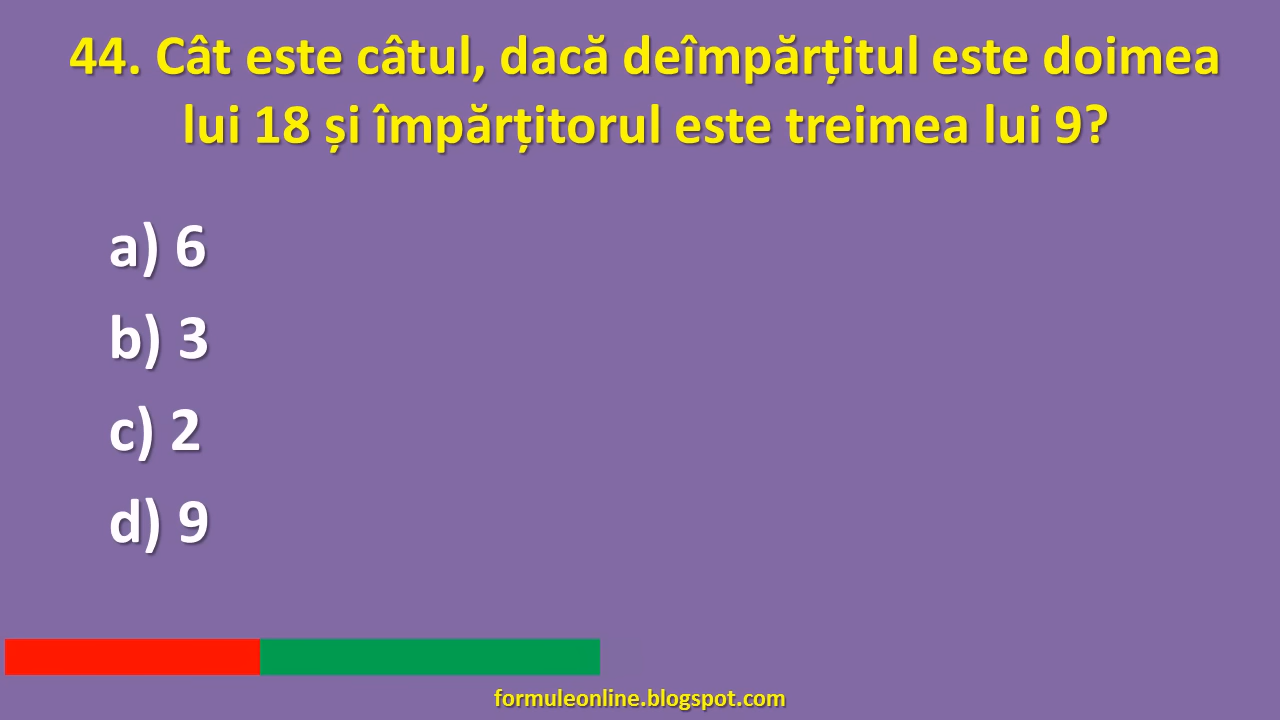 44. Cât este câtul, dacă deîmpărțitul este doimea
lui 18 și împărțitorul este treimea lui 9?
a) 6
b) 3
c) 2
d) 9
formuleonline.blogspot.com